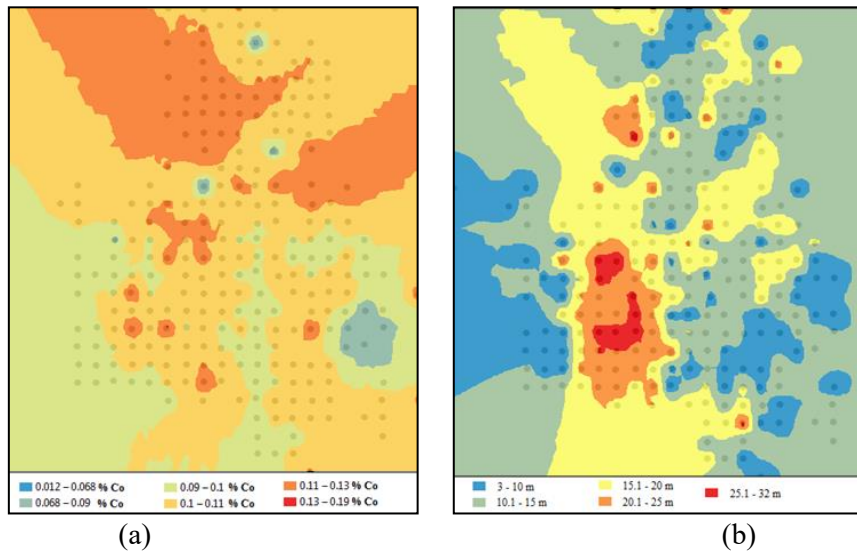 0.012 – 0.068 % Co
0.09 – 0.1 % Co
0.11 – 0.13 % Co
0.068 – 0.09 % Co
0.1 – 0.11 % Co
0.13 – 0.19 % Co
3 - 10 m
15.1 - 20 m
25.1 - 32 m
10.1 - 15 m
20.1 - 25 m
(a)
(b)